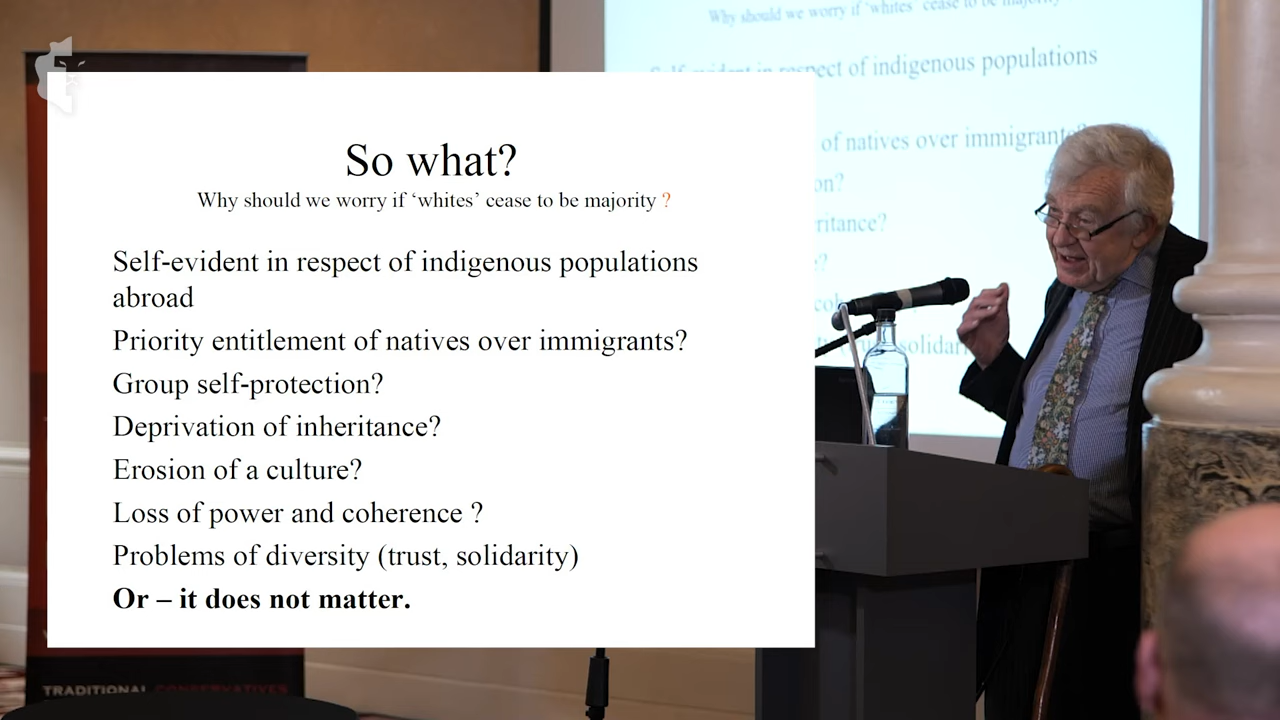 Why should we worry if 'whites' cease to be majority
respect of indigenous populations
of natives over immigrants?
So what?
Why should we worry if ‘whites’ cease to be majority ?
Self-evident in respect of indigenous populations
abroad
Priority entitlement of natives over immigrants?
Group self-protection?
Deprivation of inheritance?
Erosion of a culture?
Loss of power and coherence ?
Problems of diversity (trust, solidarity)
Or – it does not matter.
TRADITIONAL CONSERVATIVES